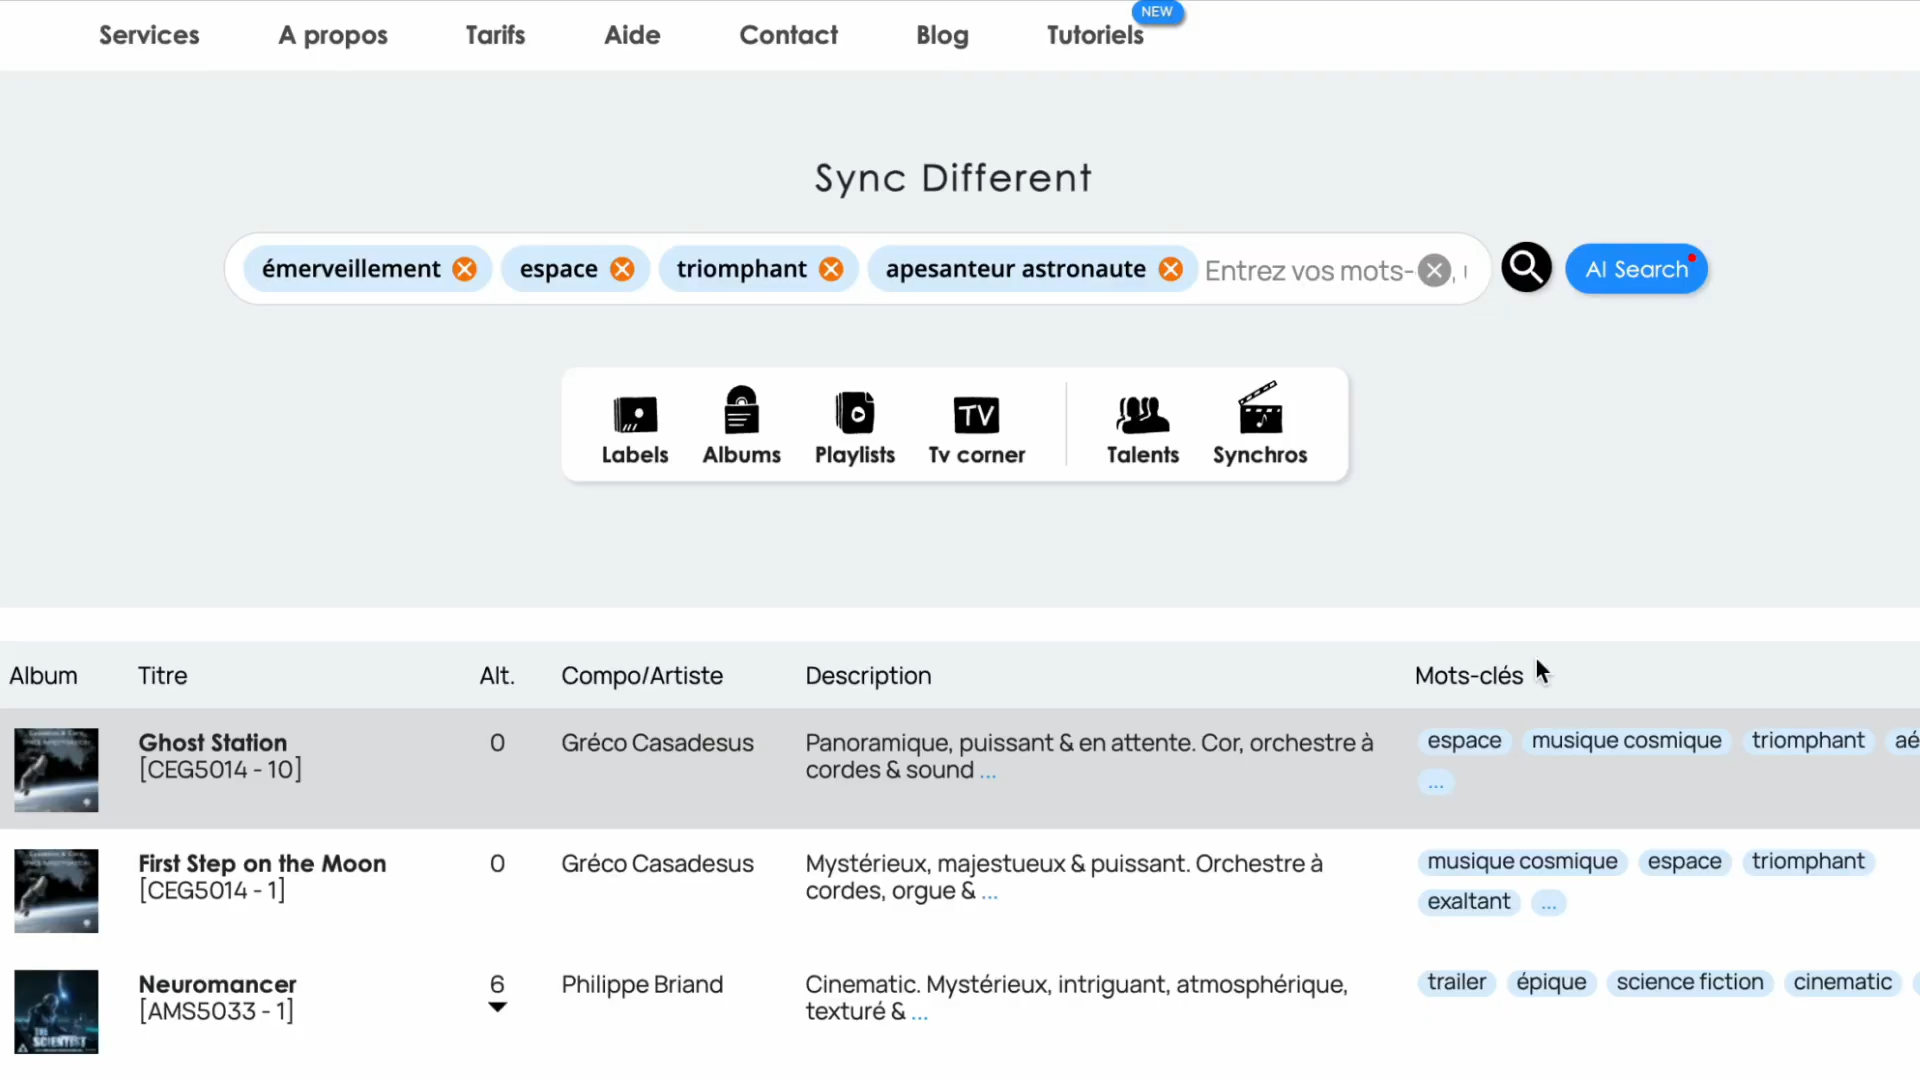 NEW
Services A propos Tarifs Aide Contact Blog Tutoriels
Sync Different
émerveillement espace triomphant apesanteur astronaute Entrez vos mots-
AI Search
TV
Labels Albums Playlists Tv corner Talents Synchros
Album Titre Alt. Compo/Artiste Description Mots-clés
Ghost Station 0 Gréco Casadesus Panoramique, puissant & en attente. Cor, orchestre à espace musique cosmique triomphant aé
[CEG5014 - 10] cordes & sound ... ...
First Step on the Moon 0 Gréco Casadesus Mystérieux, majestueux & puissant. Orchestre à musique cosmique espace triomphant
[CEG5014 - 1] cordes, orgue & ... exaltant ...
Neuromancer 6 Philippe Briand Cinematic. Mystérieux, intriguant, atmosphérique, trailer épique science fiction cinematic
[AMS5033 - 1] texturé & ...
THE
SCIENTIST